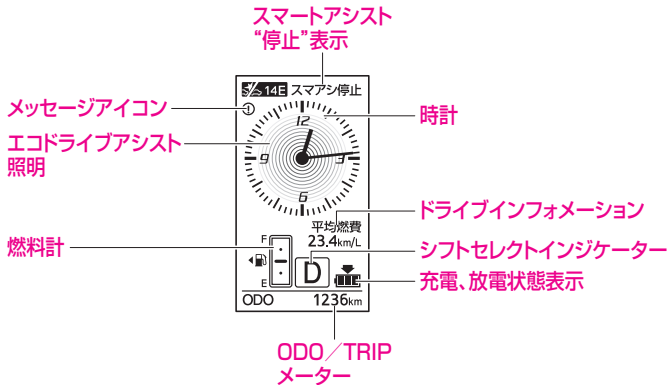 スマートアシスト
“停止”表示
14E スマアシ停止
メッセージアイコン
時計
エコドライブアシスト
照明
12
9
3
6
ドライブインフォメーション
平均燃費
23.4km/L
燃料計
F
シフトセレクトインジケーター
D
充電、放電状態表示
E
ODO 1236km
ODO／TRIP
メーター